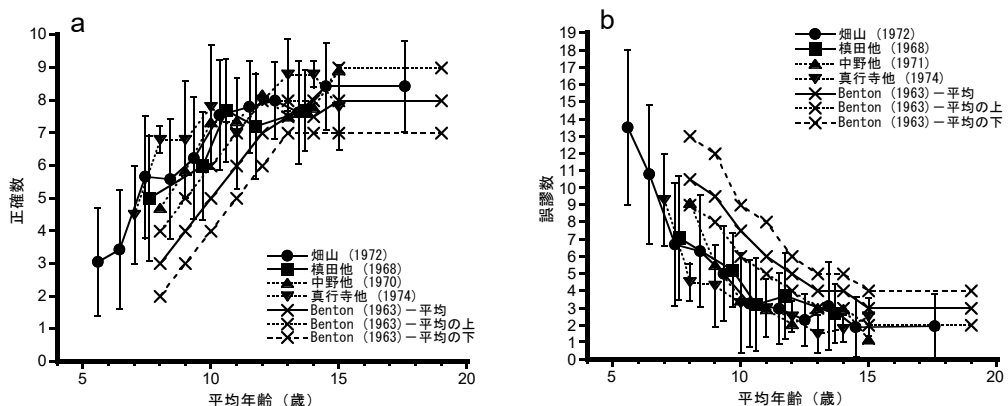 a
10
9
8
7
6
5
4
3
2
1
0
正確数
5
10
15
20
平均年齢（歳）
畑山 (1972)
槙田他 (1968)
中野他 (1970)
真行寺他 (1974)
Benton (1963)－平均
Benton (1963)－平均の上
Benton (1963)－平均の下
b
19
18
17
16
15
14
13
12
11
10
9
8
7
6
5
4
3
2
1
0
誤謬数
5
10
15
20
平均年齢（歳）
畑山 (1972)
槙田他 (1968)
中野他 (1971)
真行寺他 (1974)
Benton (1963)－平均
Benton (1963)－平均の上
Benton (1963)－平均の下